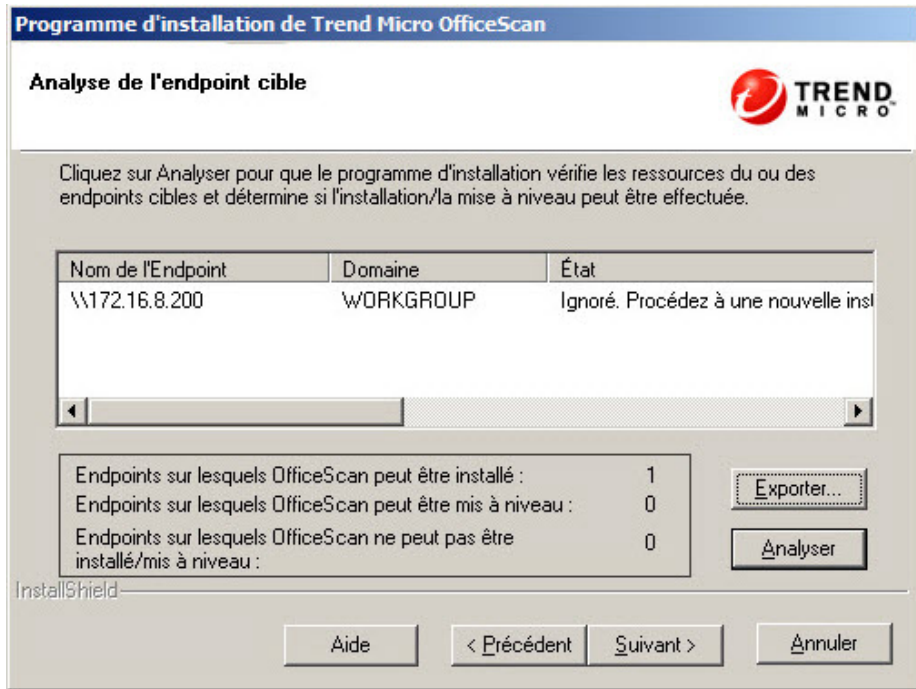 Programme d'installation de Trend Micro OfficeScan
Analyse de l'endpoint cible
TREND
MICRO
Cliquez sur Analyser pour que le programme d'installation vérifie les ressources du ou des
endpoints cibles et détermine si l'installation/la mise à niveau peut être effectuée.
Nom de l'Endpoint Domaine État
\\172.16.8.200 WORKGROUP Ignoré. Procédez à une nouvelle inst
Endpoints sur lesquels OfficeScan peut être installé : 1
Endpoints sur lesquels OfficeScan peut être mis à niveau : 0
Endpoints sur lesquels OfficeScan ne peut pas être
installé/mis à niveau : 0
Exporter...
Analyser
InstallShield
Aide < Précédent Suivant > Annuler